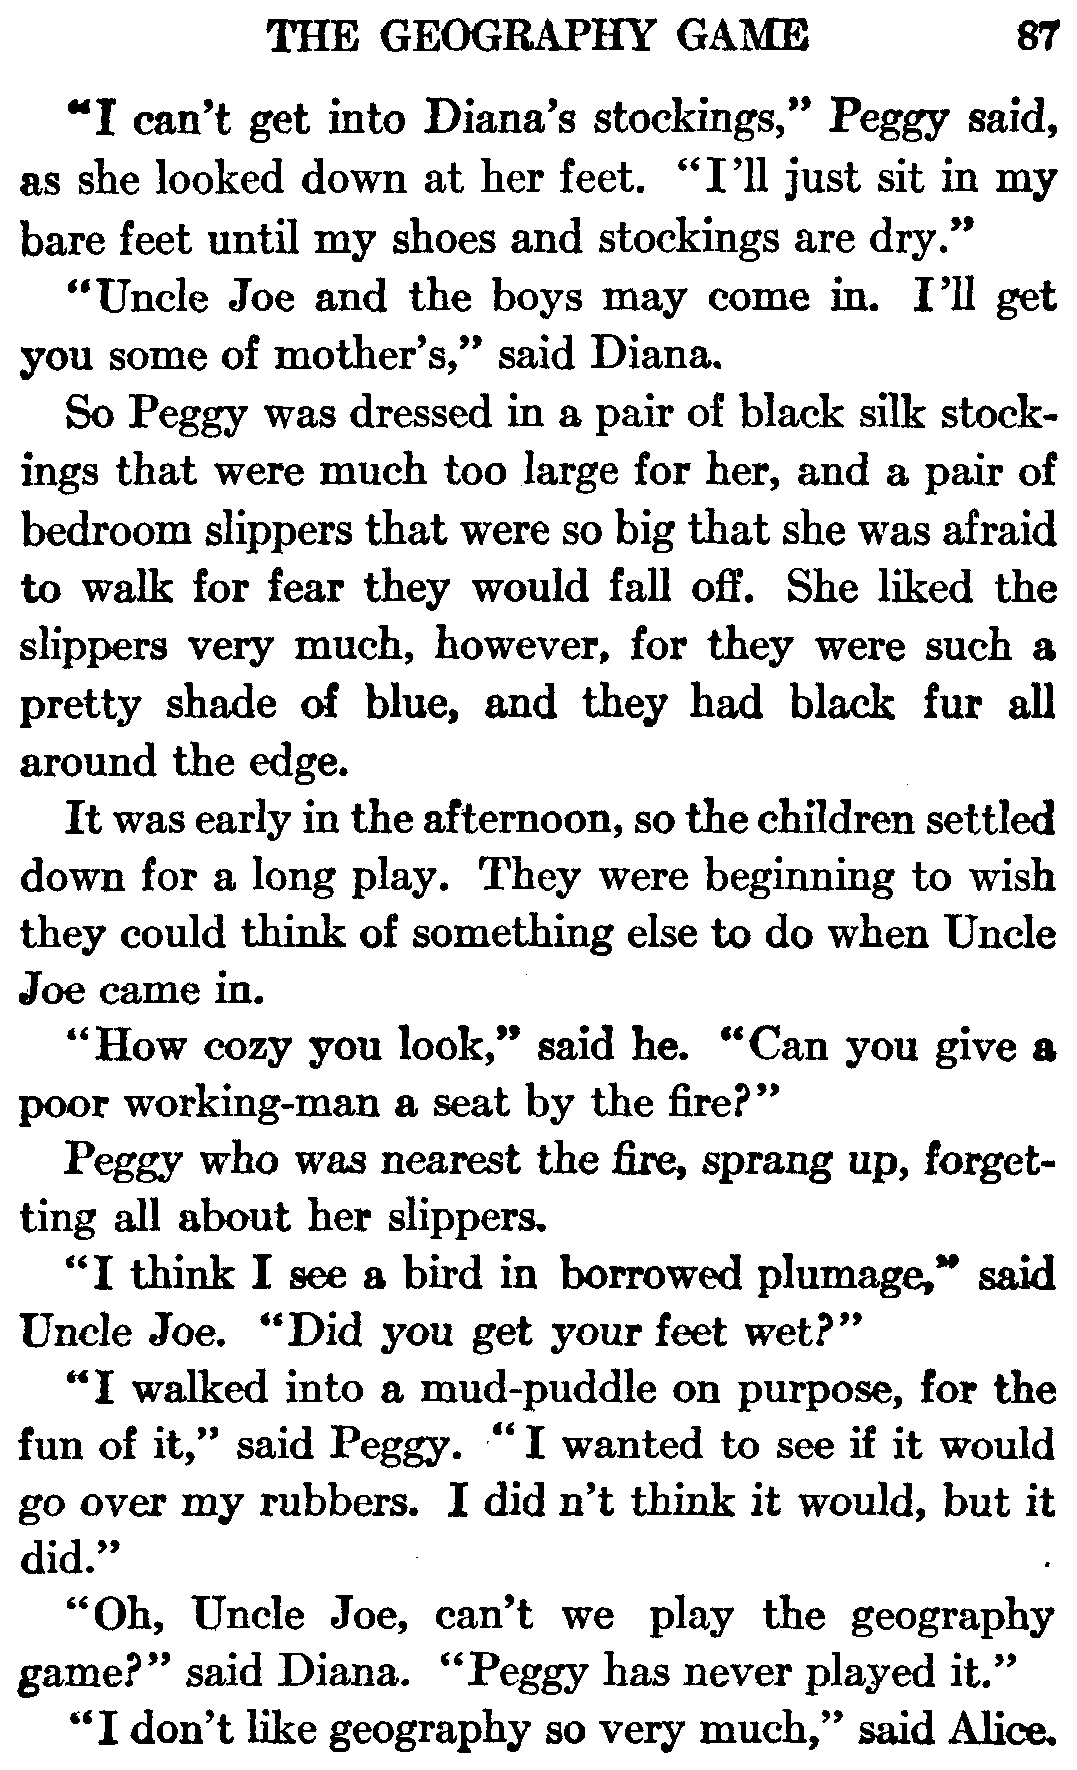 THE GEOGRAPHY GAME 87
“I can’t get into Diana’s stockings,” Peggy said,
as she looked down at her feet. “I’ll just sit in my
bare feet until my shoes and stockings are dry.”
“Uncle Joe and the boys may come in. I’ll get
you some of mother’s,” said Diana.
So Peggy was dressed in a pair of black silk stock-
ings that were much too large for her, and a pair of
bedroom slippers that were so big that she was afraid
to walk for fear they would fall off. She liked the
slippers very much, however, for they were such a
pretty shade of blue, and they had black fur all
around the edge.
It was early in the afternoon, so the children settled
down for a long play. They were beginning to wish
they could think of something else to do when Uncle
Joe came in.
“How cozy you look,” said he. “Can you give a
poor working-man a seat by the fire?”
Peggy who was nearest the fire, sprang up, forget-
ting all about her slippers.
“I think I see a bird in borrowed plumage,” said
Uncle Joe. “Did you get your feet wet?”
“I walked into a mud-puddle on purpose, for the
fun of it,” said Peggy. “I wanted to see if it would
go over my rubbers. I did n’t think it would, but it
did.”
“Oh, Uncle Joe, can’t we play the geography
game?” said Diana. “Peggy has never played it.”
“I don’t like geography so very much,” said Alice.